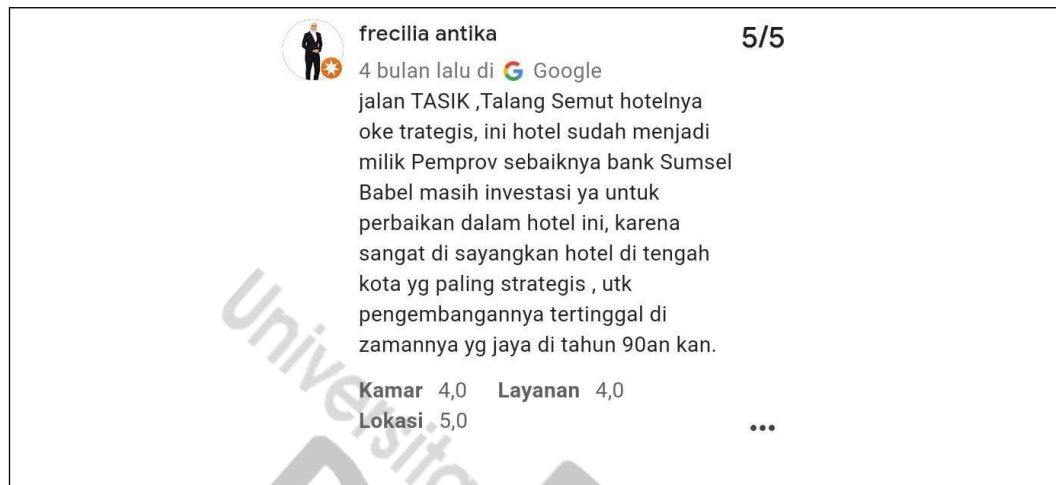 frecilia antika 5/5
4 bulan lalu di Google
jalan TASIK ,Talang Semut hotelnya
oke trategis, ini hotel sudah menjadi
milik Pemprov sebaiknya bank Sumsel
Babel masih investasi ya untuk
perbaikan dalam hotel ini, karena
sangat di sayangkan hotel di tengah
kota yg paling strategis , utk
pengembangannya tertinggal di
zamannya yg jaya di tahun 90an kan.
Kamar 4,0 Layanan 4,0
Lokasi 5,0